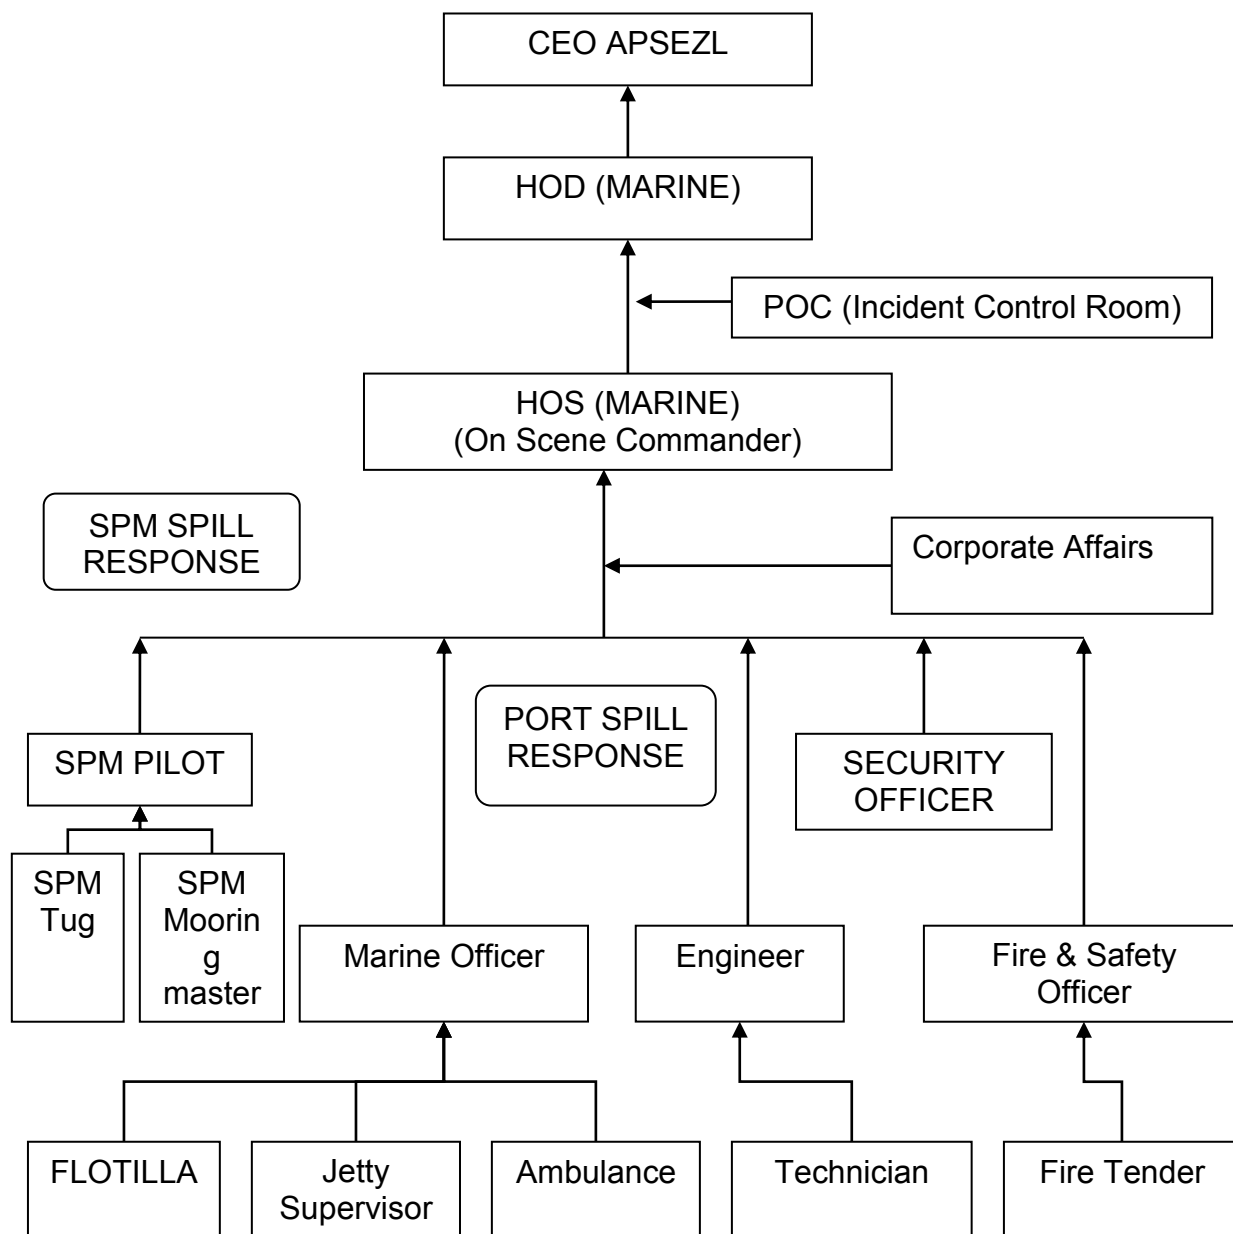 CEO APSEZL
HOD (MARINE)
POC (Incident Control Room)
HOS (MARINE)
(On Scene Commander)
SPM SPILL
RESPONSE
Corporate Affairs
PORT SPILL
RESPONSE
SPM PILOT
SECURITY
OFFICER
SPM
Tug
SPM
Moorin
g
master
Marine Officer
Engineer
Fire & Safety
Officer
FLOTILLA
Jetty
Supervisor
Ambulance
Technician
Fire Tender